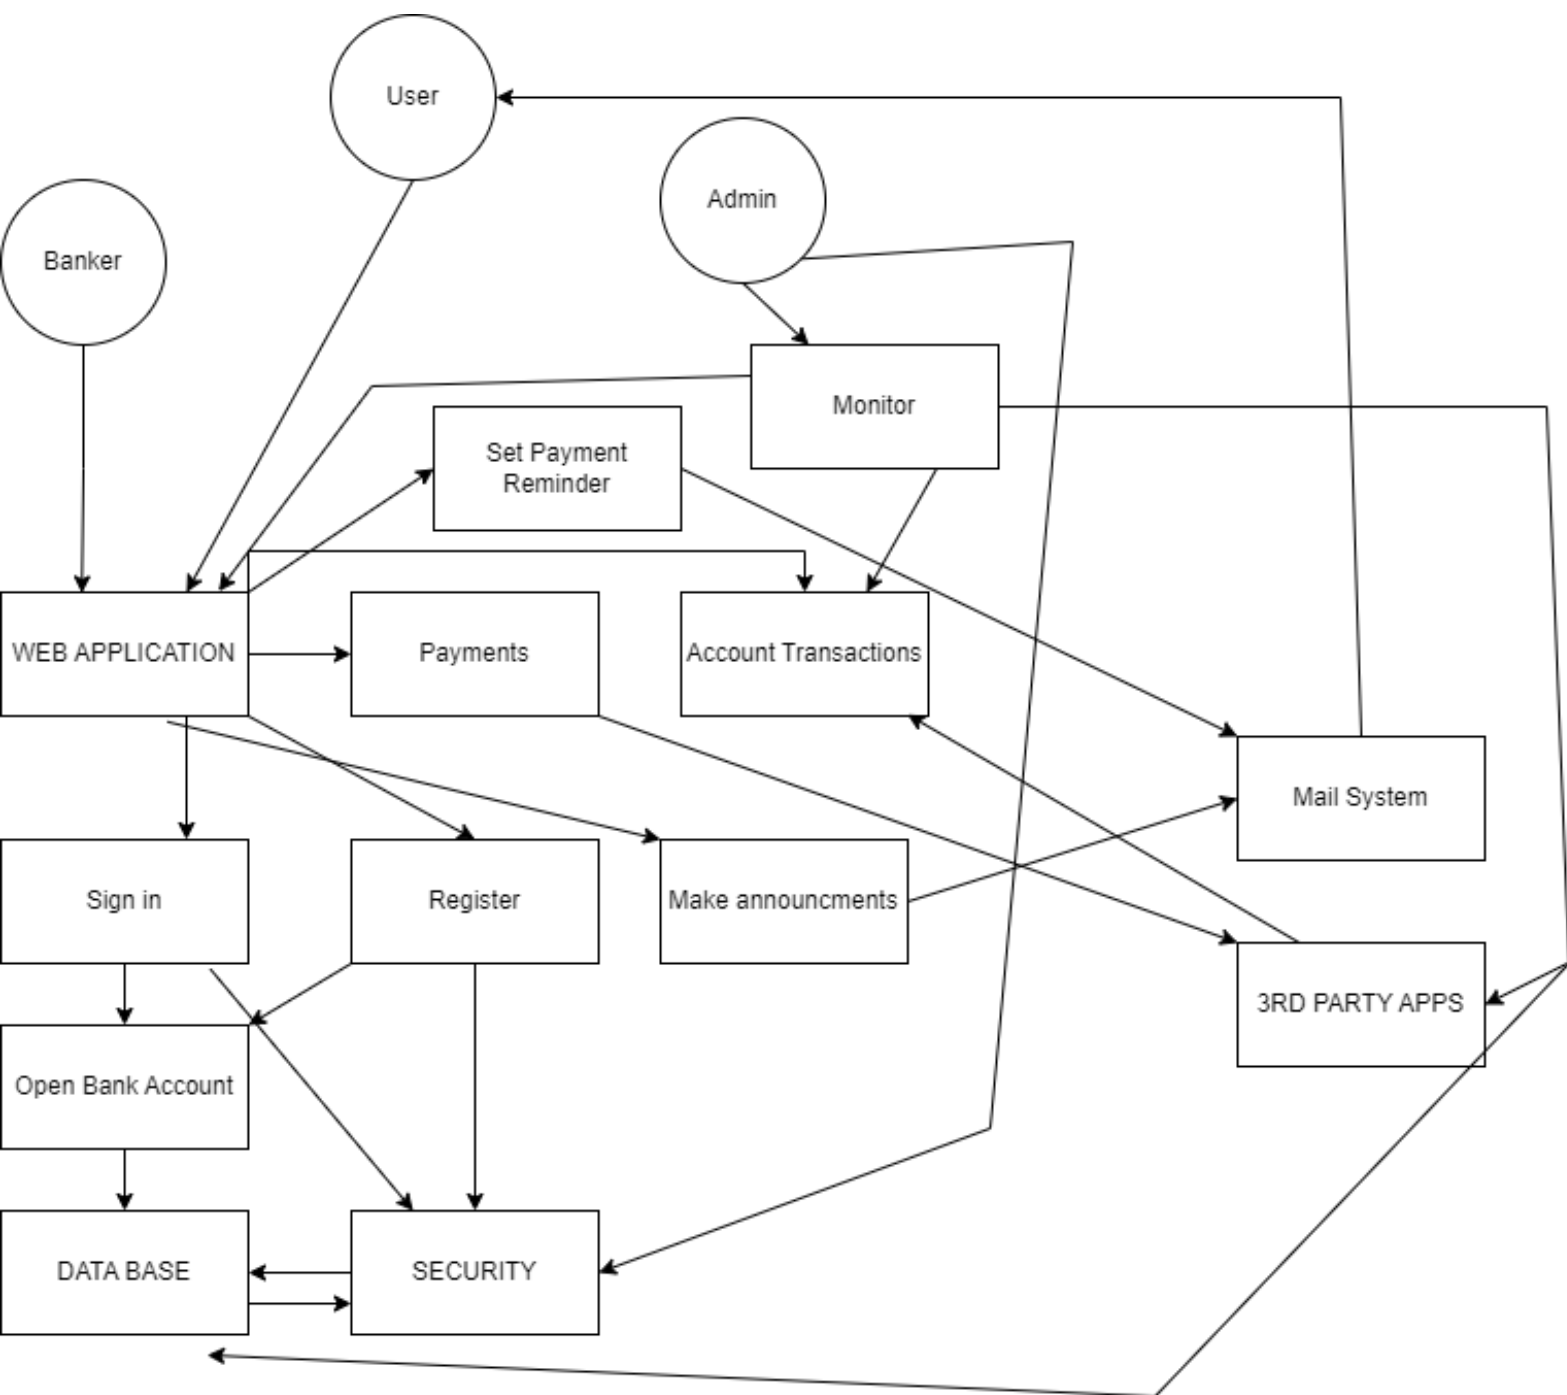 User
Admin
Banker
Monitor
Set Payment
Reminder
WEB APPLICATION
Payments
Account Transactions
Mail System
Sign in
Register
Make announcments
3RD PARTY APPS
Open Bank Account
DATA BASE
SECURITY